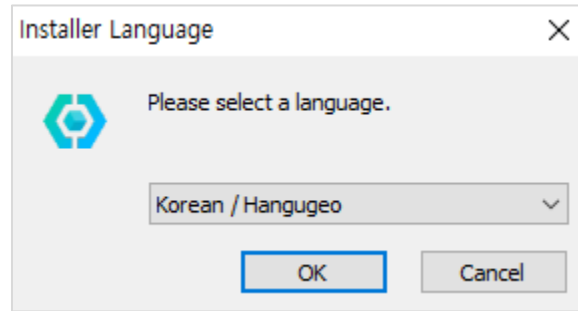 Installer Language
Please select a language.
Korean / Hangugeo
OK
Cancel